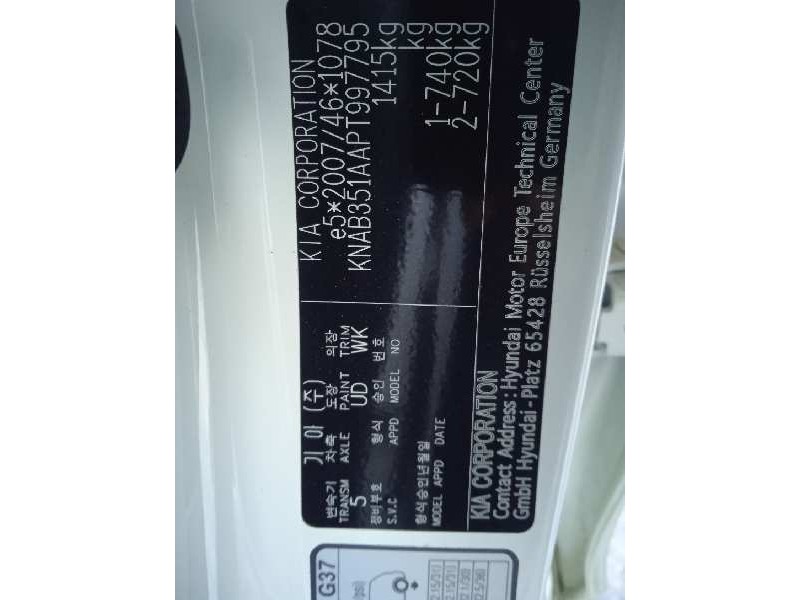 KIA CORPORATION
e5*2007/46*1078
KNAB351AAPT997795
1415kg
kg
1-740kg
2-720kg
기아 (주)
변속기 차축 도장 의장
TRANSM AXLE PAINT TRIM
5 UD WK
장비부호 형식 승인 번호
S.V.C APPD MODEL NO
형식승인년월일
MODEL APPD DATE
KIA CORPORATION
Contact Address : Hyundai Motor Europe Technical Center
GmbH Hyundai-Platz 65428 Rüsselsheim Germany
G37